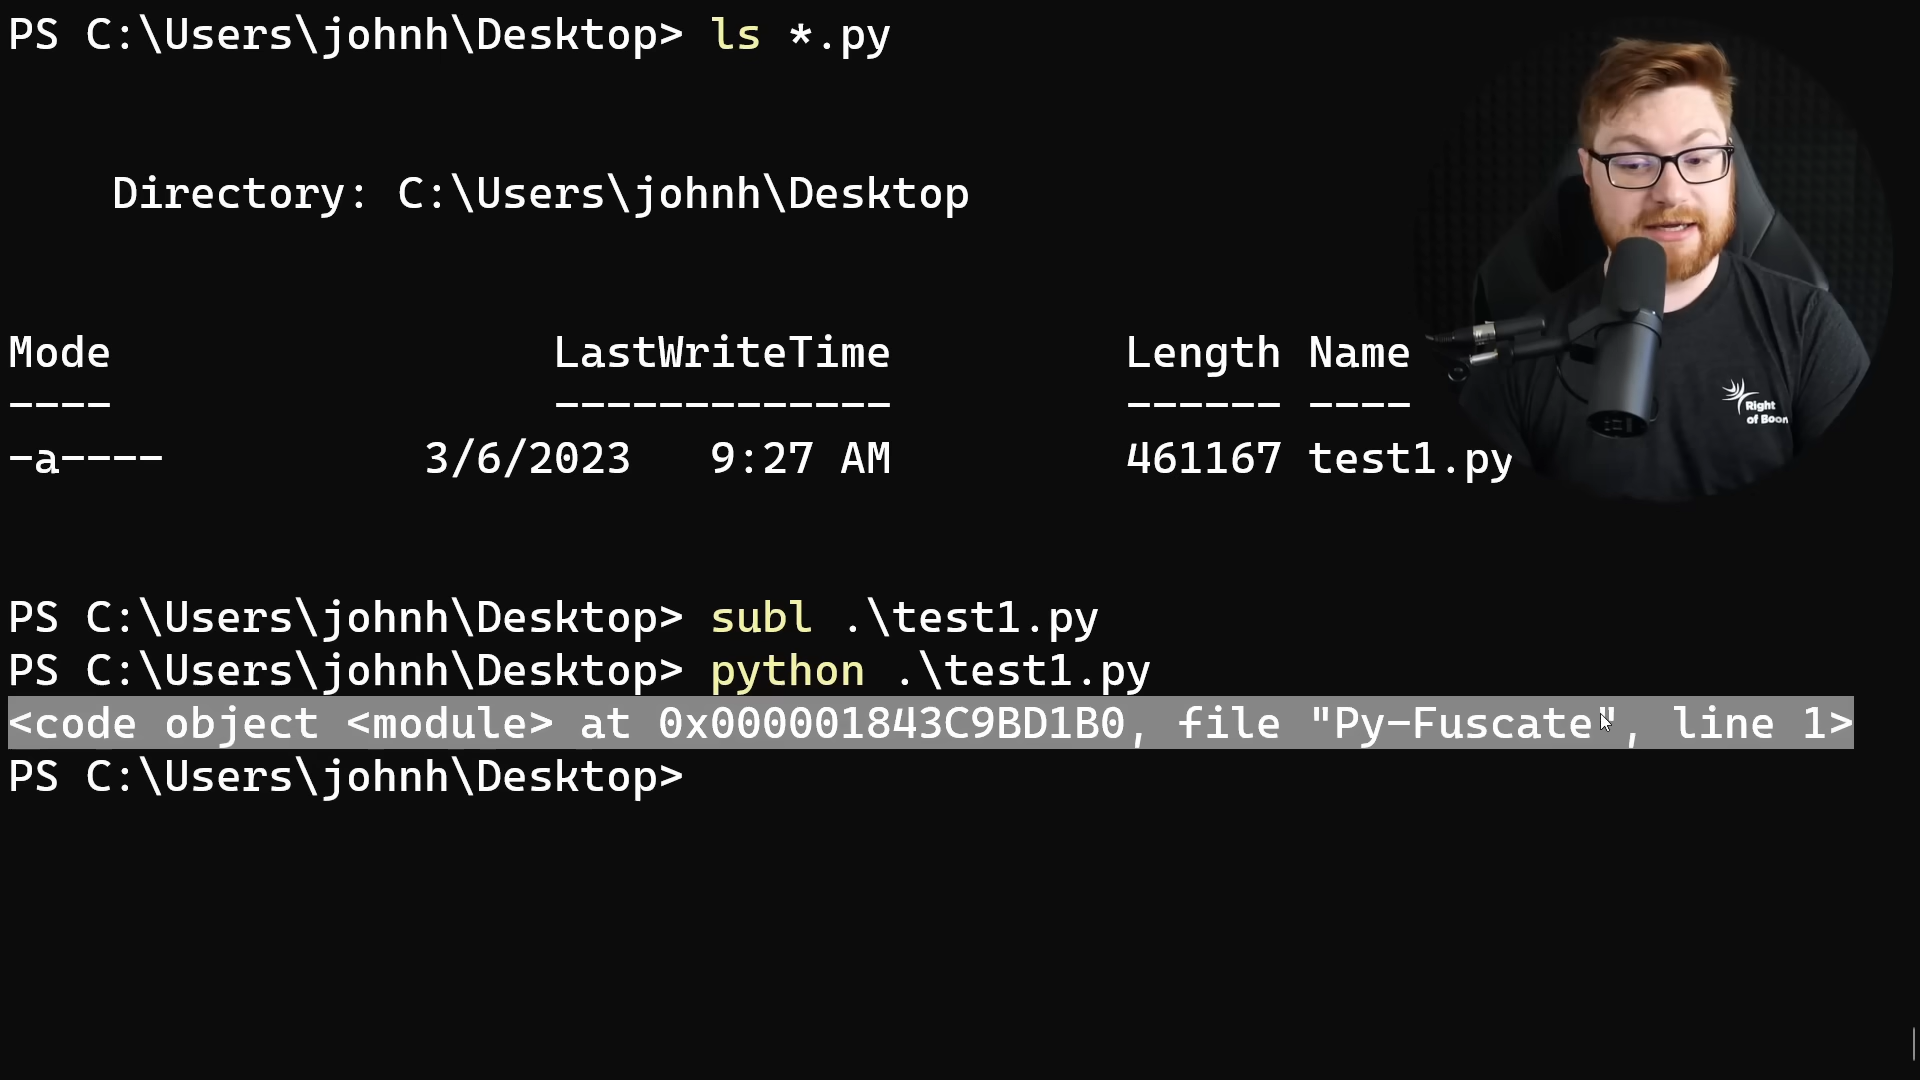 PS C:\Users\johnh\Desktop> ls *.py
Directory: C:\Users\johnh\Desktop
Mode LastWriteTime Length Name
---- ------------- ------ ----
-a---- 3/6/2023 9:27 AM 461167 test1.py
Right
of Boom
PS C:\Users\johnh\Desktop> subl .\test1.py
PS C:\Users\johnh\Desktop> python .\test1.py
<code object <module> at 0x000001843C9BD1B0, file "Py-Fuscate", line 1>
PS C:\Users\johnh\Desktop>